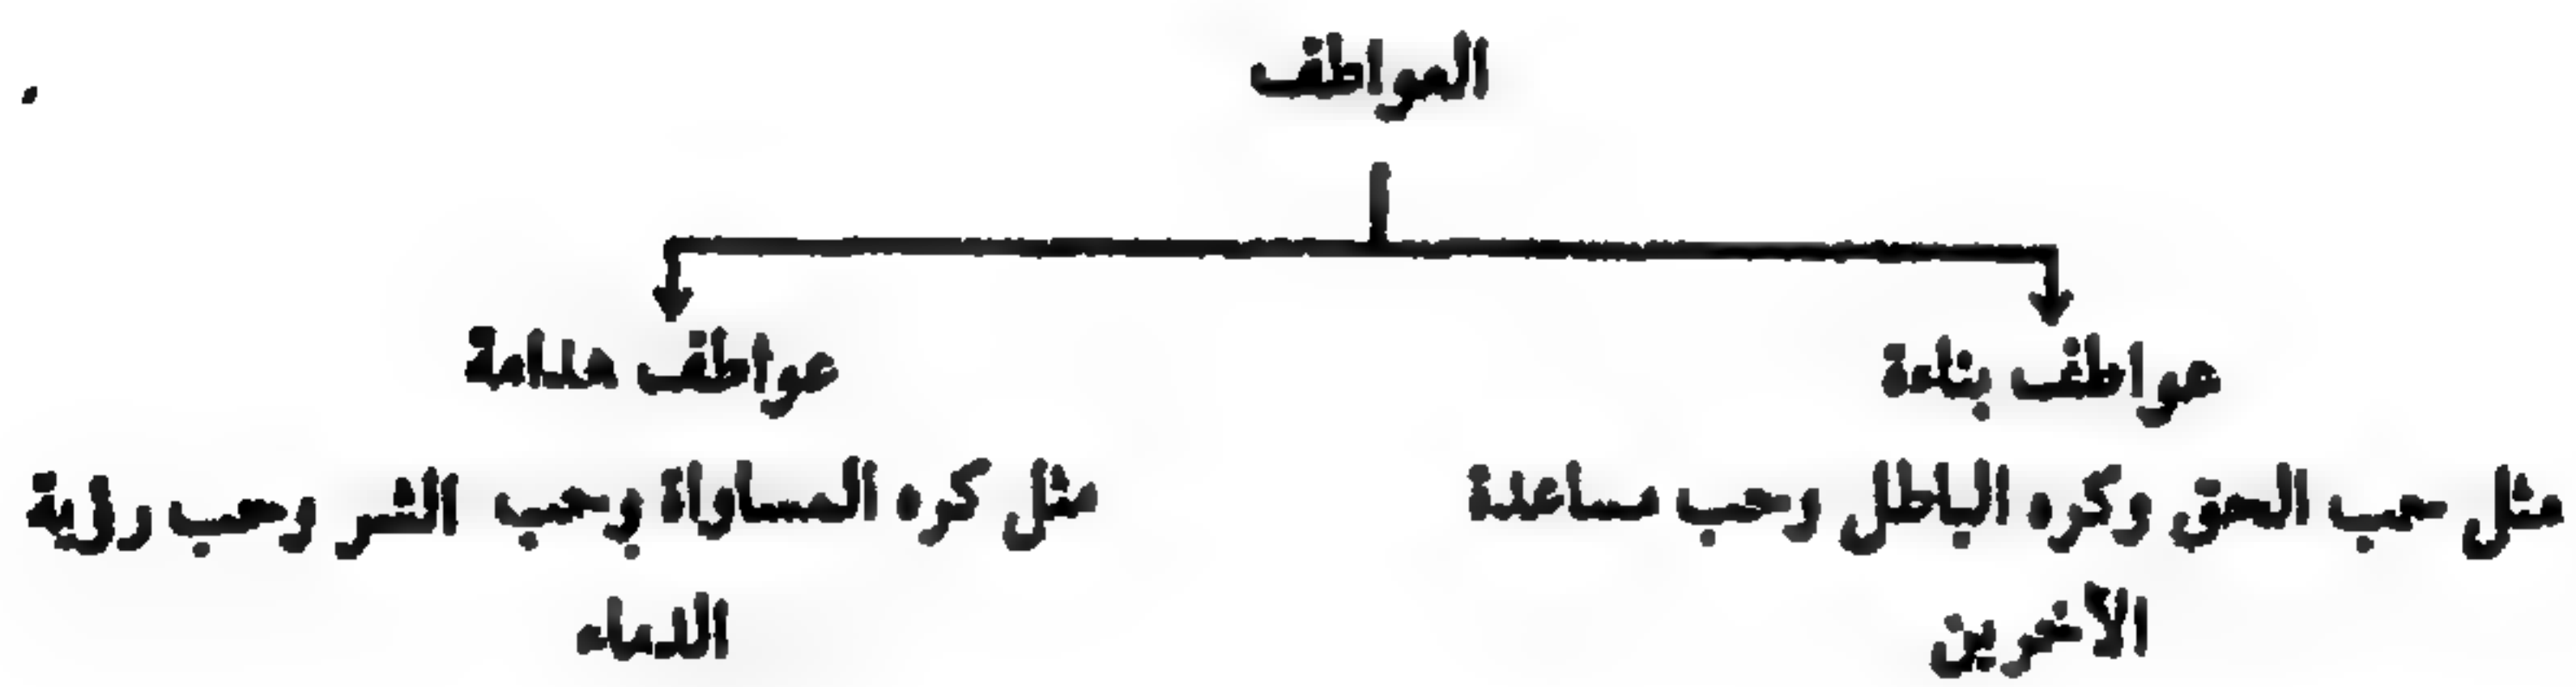 العواطف
عواطف بناءة
عواطف هدامة
مثل حب الحق وكره الباطل وحب مساعدة
الآخرين
مثل كره المساواة وحب الشر وحب رؤية
الدماء